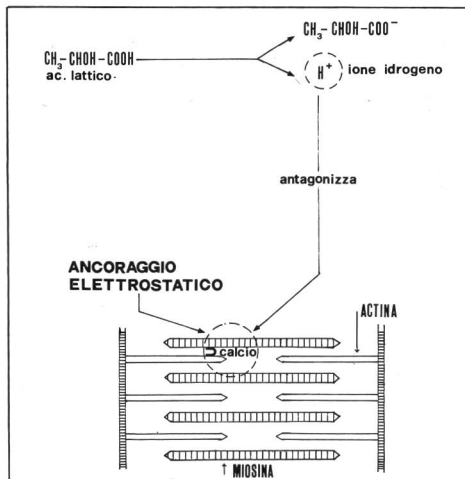 CH₃-CHOH-COO⁻
CH₃-CHOH-COOH
ac. lattico
H⁺
ione idrogeno
antagonizza
ANCORAGGIO
ELETTROSTATICO
ACTINA
calcio
↑ MIOSINA